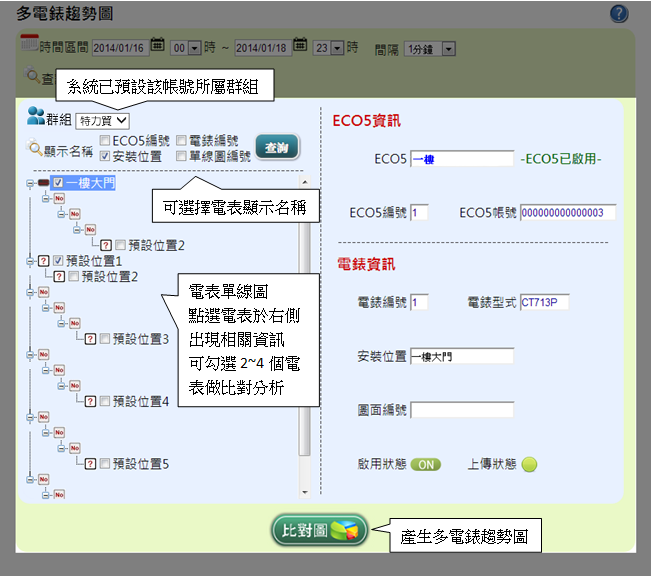 多電錶趨勢圖
時間區間 2014/01/16 00 時 ~ 2014/01/18 23 時 間隔 1分鐘
查
系統已預設該帳號所屬群組
群組 特力貿
顯示名稱 ECO5編號 電錶編號
安裝位置 單線圖編號
查詢
可選擇電表顯示名稱
一樓大門
No
No
No
? 預設位置2
? 預設位置1
? 預設位置2
No
No
No
? 預設位置3
No
No
No
? 預設位置4
No
No
No
? 預設位置5
No
No
電表單線圖
點選電表於右側
出現相關資訊
可勾選 2~4 個電
表做比對分析
ECO5資訊
ECO5 一樓 -ECO5已啟用-
ECO5編號 1 ECO5帳號 000000000000003
電錶資訊
電錶編號 1 電錶型式 CT713P
安裝位置 一樓大門
圖面編號
啟用狀態 ON 上傳狀態
比對圖
產生多電錶趨勢圖